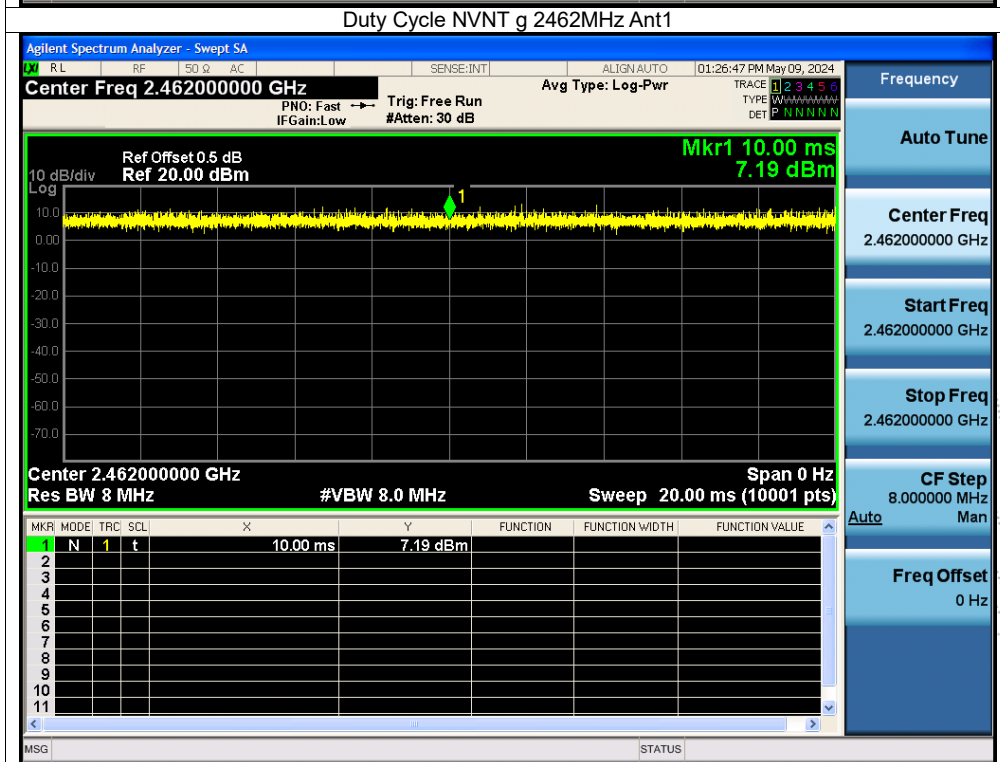 Duty Cycle NVNT g 2462MHz Ant1
Agilent Spectrum Analyzer - Swept SA
LXI RL RF 50 Ω AC SENSE:INT ALIGN AUTO 01:26:47 PM May 09, 2024
Center Freq 2.462000000 GHz Avg Type: Log-Pwr TRACE 1 2 3 4 5 6
PNO: Fast Trig: Free Run TYPE WWWWWW
IFGain:Low #Atten: 30 dB DET P N N N N N
Mkr1 10.00 ms
7.19 dBm
Ref Offset 0.5 dB
10 dB/div Ref 20.00 dBm
Log
1
10.0
0.00
-10.0
-20.0
-30.0
-40.0
-50.0
-60.0
-70.0
Center 2.462000000 GHz Span 0 Hz
Res BW 8 MHz #VBW 8.0 MHz Sweep 20.00 ms (10001 pts)
MKR MODE TRC SCL X Y FUNCTION FUNCTION WIDTH FUNCTION VALUE
1 N 1 t 10.00 ms 7.19 dBm
2
3
4
5
6
7
8
9
10
11
MSG STATUS
Frequency
Auto Tune
Center Freq
2.462000000 GHz
Start Freq
2.462000000 GHz
Stop Freq
2.462000000 GHz
CF Step
8.000000 MHz
Auto Man
Freq Offset
0 Hz